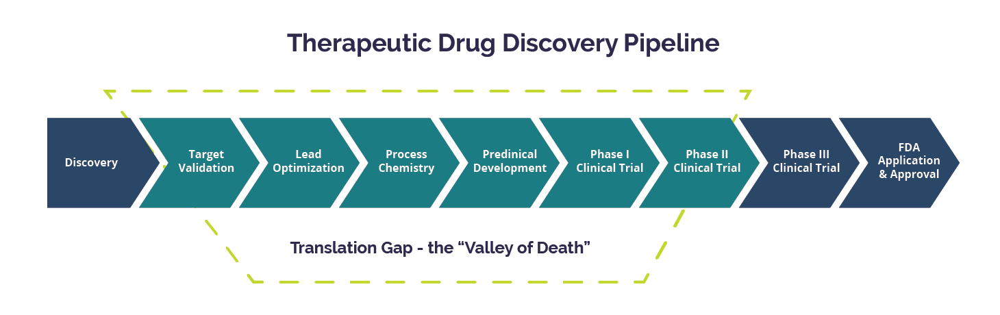 Therapeutic Drug Discovery Pipeline
Discovery
Target
Validation
Lead
Optimization
Process
Chemistry
Predinical
Development
Phase I
Clinical Trial
Phase II
Clinical Trial
Phase III
Clinical Trial
FDA
Application
& Approval
Translation Gap - the “Valley of Death”